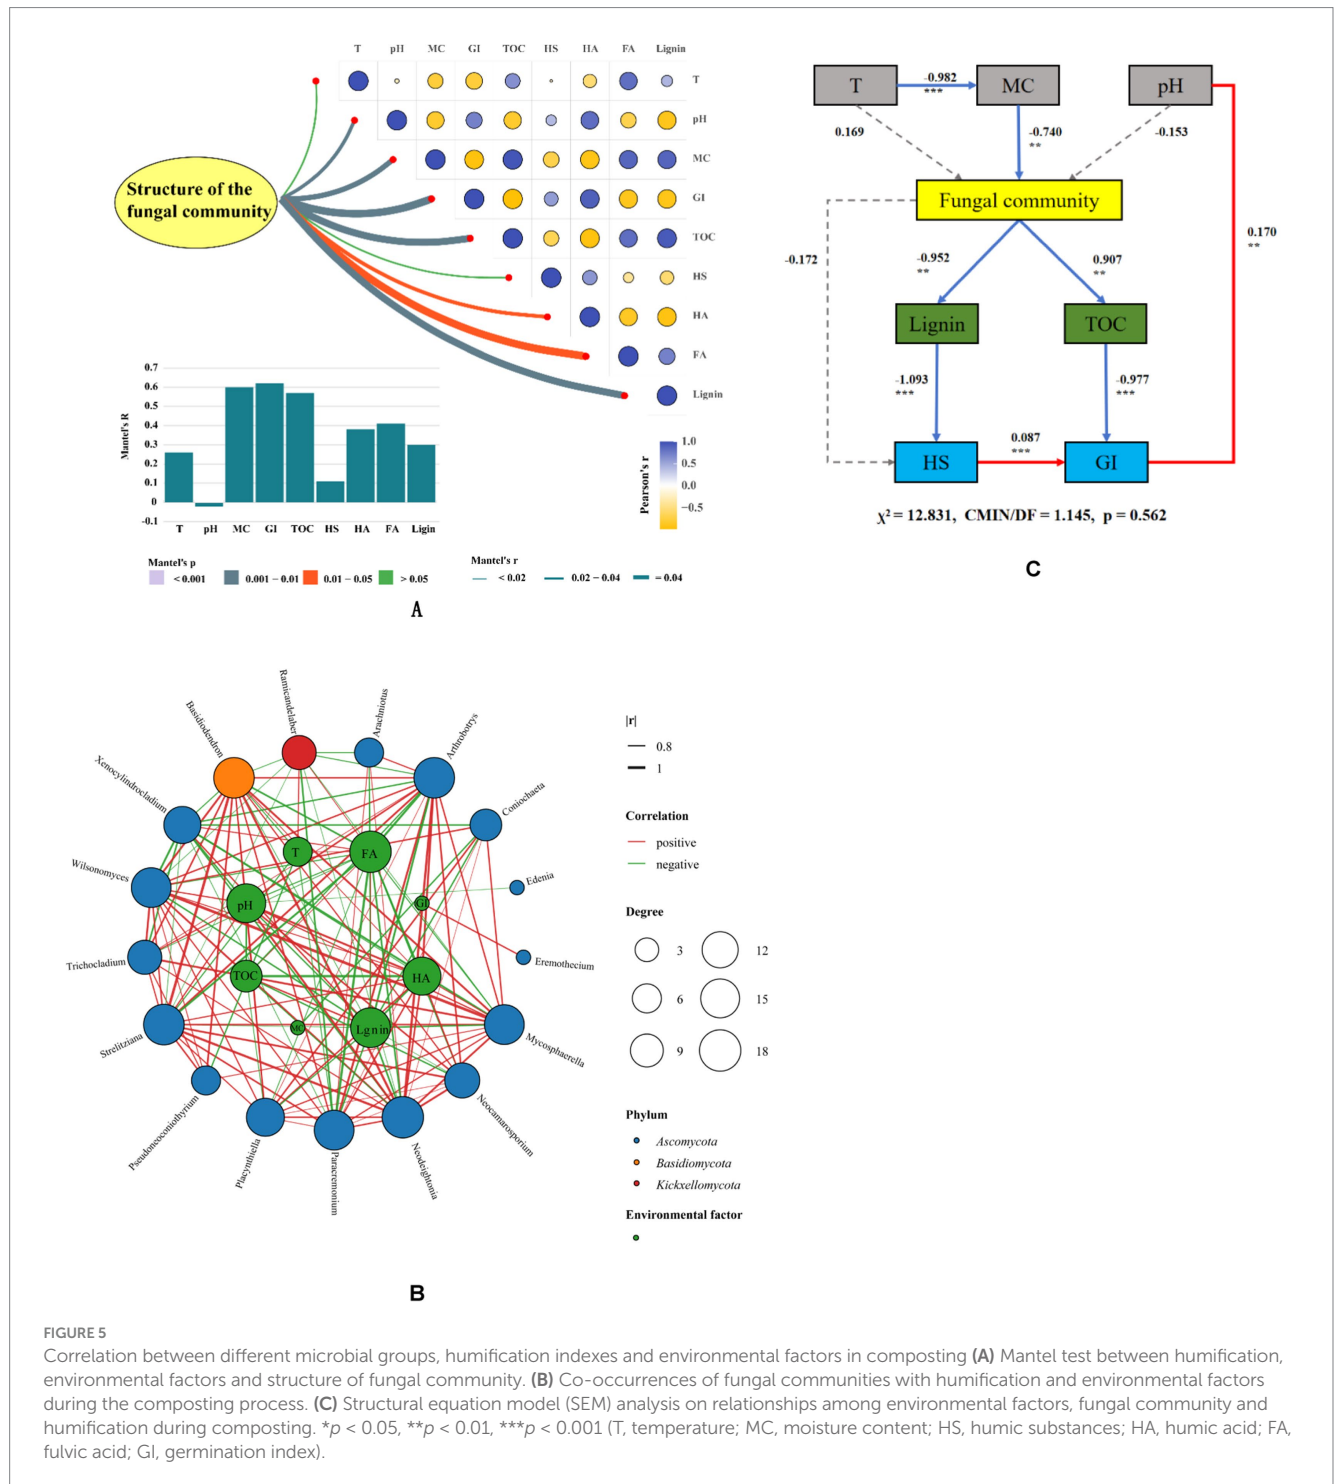 T pH MC GI TOC HS HA FA Lignin
T
pH
MC
GI
TOC
HS
HA
FA
Lignin
Structure of the
fungal community
0.7
0.6
0.5
0.4
0.3
0.2
0.1
0
-0.1
Mantel's R
T pH MC GI TOC HS HA FA Ligin
Pearson's r
1.0
0.5
0.0
−0.5
Mantel's p
< 0.001 0.001 − 0.01 0.01 − 0.05 > 0.05
Mantel's r
< 0.02 0.02 − 0.04 = 0.04
A
T
-0.982
***
MC
pH
0.169
-0.740
**
-0.153
Fungal community
-0.172
-0.952
**
0.907
**
0.170
**
Lignin
TOC
-1.093
***
-0.977
***
HS
0.087
***
GI
χ² = 12.831, CMIN/DF = 1.145, p = 0.562
C
Ramicandelaber
Arachniotus
Basidiodendron
Arthrobotrys
Xenocylindrocladium
Coniochaeta
Wilsonomyces
Edenia
Trichocladium
Eremothecium
Strelitziana
Mycosphaerella
Pseudoneoconiothyrium
Neocamarosporium
Placynthiella
Paracremonium
Neodeightonia
T
FA
pH
GI
TOC
HA
MC
Lgnin
|r|
0.8
1
Correlation
positive
negative
Degree
3 12
6 15
9 18
Phylum
Ascomycota
Basidiomycota
Kickxellomycota
Environmental factor
B
FIGURE 5
Correlation between different microbial groups, humification indexes and environmental factors in composting (A) Mantel test between humification,
environmental factors and structure of fungal community. (B) Co-occurrences of fungal communities with humification and environmental factors
during the composting process. (C) Structural equation model (SEM) analysis on relationships among environmental factors, fungal community and
humification during composting. *p < 0.05, **p < 0.01, ***p < 0.001 (T, temperature; MC, moisture content; HS, humic substances; HA, humic acid; FA,
fulvic acid; GI, germination index).